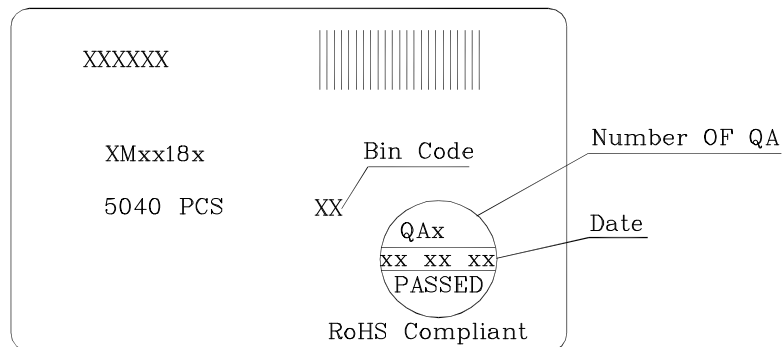 XXXXXX
Number OF QA
XMxx18x
Bin Code
5040 PCS
XX
Date
QAx
xx xx xx
PASSED
RoHS Compliant